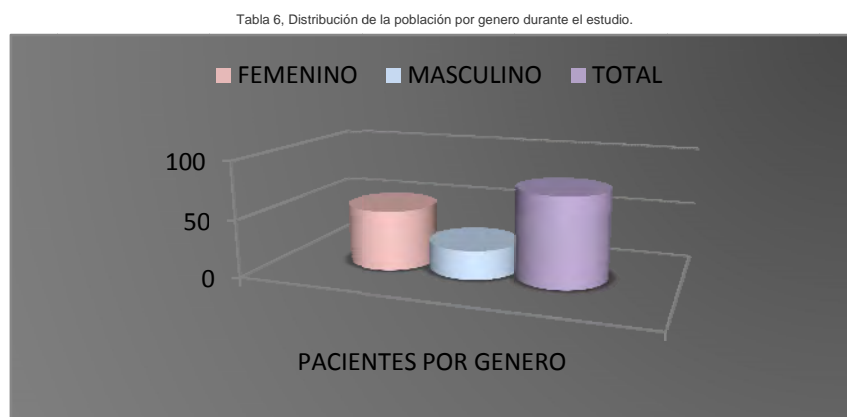 Tabla 6, Distribución de la población por genero durante el estudio.
FEMENINO MASCULINO TOTAL
100
50
0
PACIENTES POR GENERO